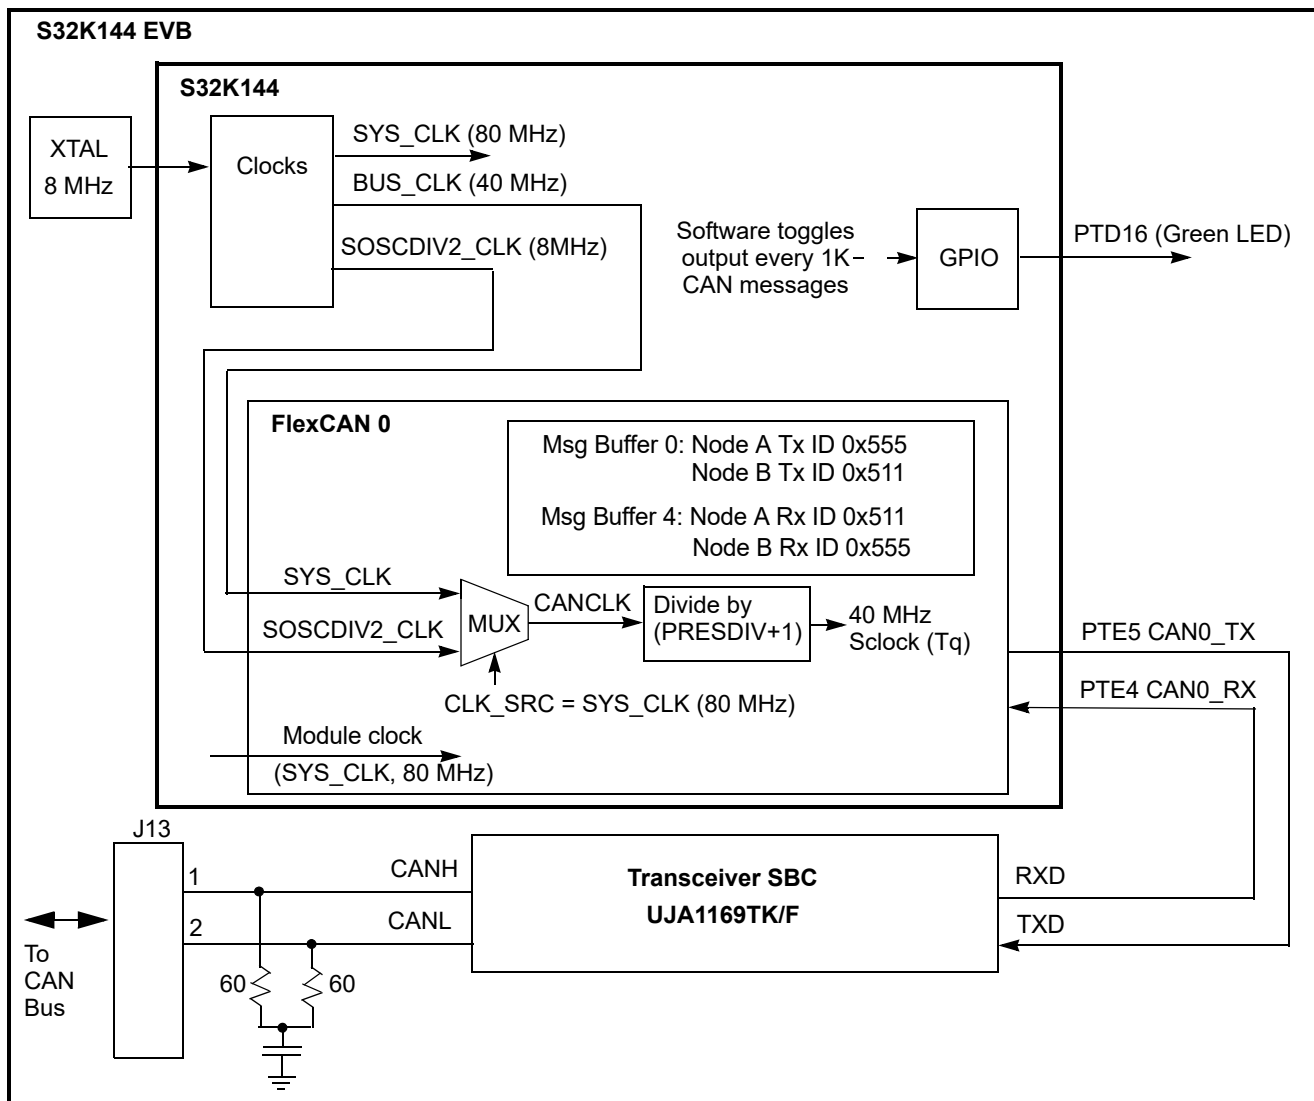 S32K144 EVB
S32K144
XTAL
8 MHz
Clocks
SYS_CLK (80 MHz)
BUS_CLK (40 MHz)
SOSCDIV2_CLK (8MHz)
Software toggles
output every 1K
CAN messages
GPIO
PTD16 (Green LED)
FlexCAN 0
Msg Buffer 0: Node A Tx ID 0x555
Node B Tx ID 0x511
Msg Buffer 4: Node A Rx ID 0x511
Node B Rx ID 0x555
SYS_CLK
SOSCDIV2_CLK
MUX
CANCLK
Divide by
(PRESDIV+1)
40 MHz
Sclock (Tq)
CLK_SRC = SYS_CLK (80 MHz)
Module clock
(SYS_CLK, 80 MHz)
PTE5 CAN0_TX
PTE4 CAN0_RX
J13
1
2
CANH
CANL
Transceiver SBC
UJA1169TK/F
RXD
TXD
To
CAN
Bus
60
60